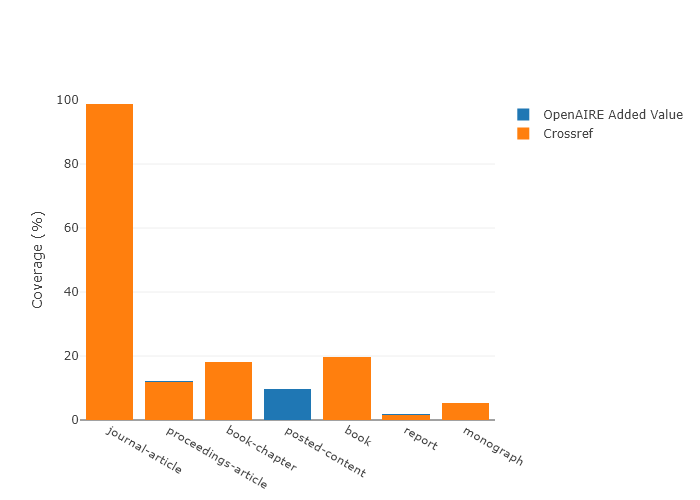 100
80
60
40
20
0
Coverage (%)
journal-article
proceedings-article
book-chapter
posted-content
book
report
monograph
OpenAIRE Added Value
Crossref